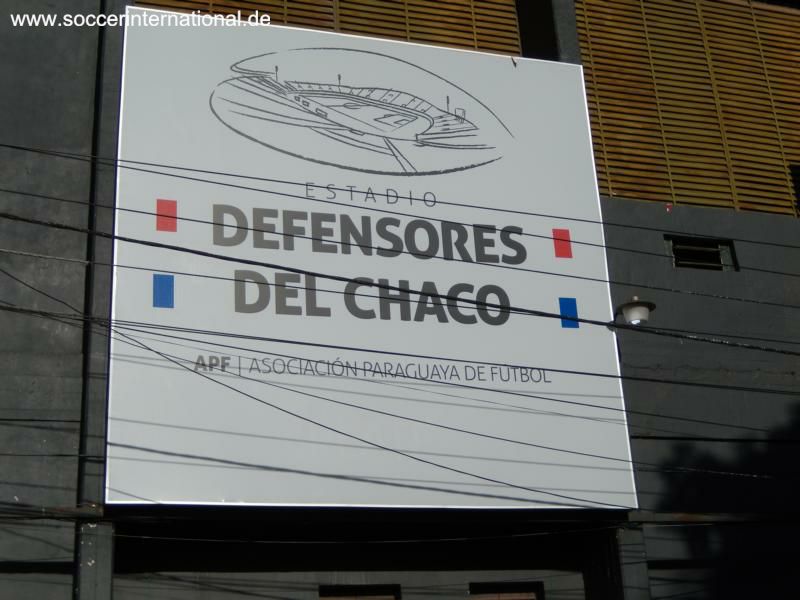 www.soccerinternational.de
ESTADIO
DEFENSORES
DEL CHACO
APF | ASOCIACIÓN PARAGUAYA DE FUTBOL